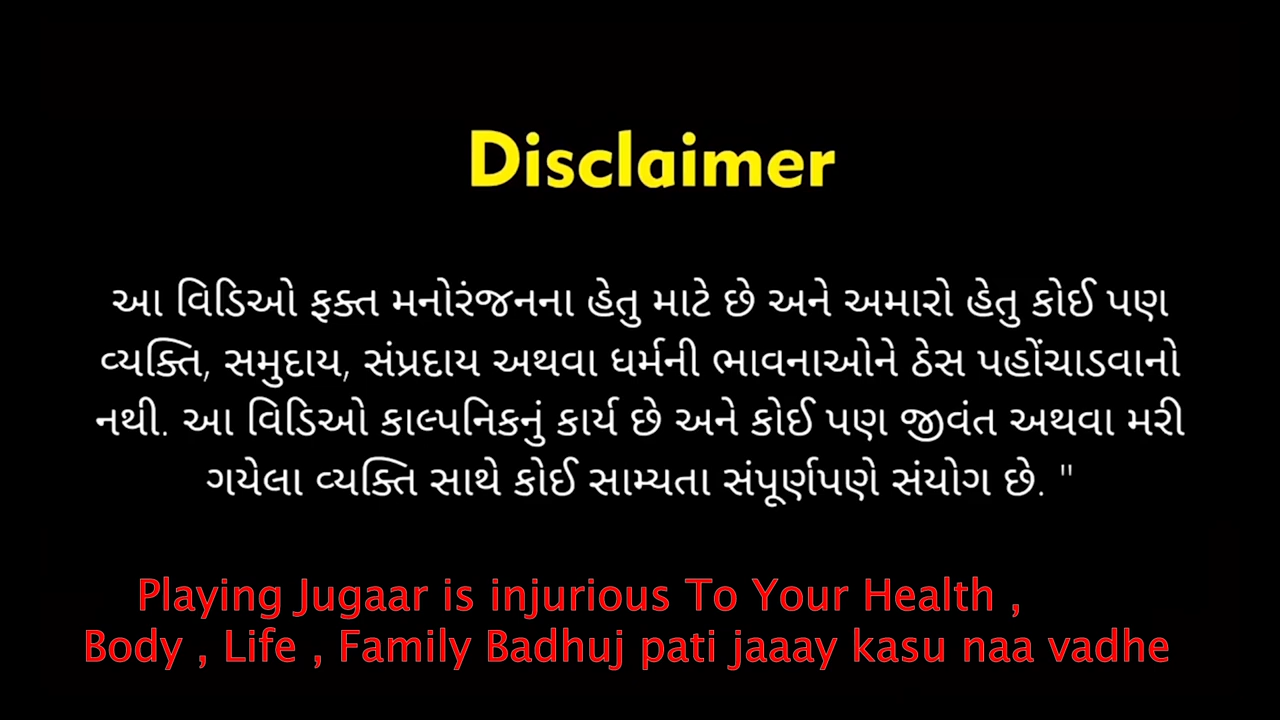 Disclaimer
આ વિડિઓ ફક્ત મનોરંજનના હેતુ માટે છે અને અમારો હેતુ કોઈ પણ
વ્યક્તિ, સમુદાય, સંપ્રદાય અથવા ધર્મની ભાવનાઓને ઠેસ પહોંચાડવાનો
નથી. આ વિડિઓ કાલ્પનિકનું કાર્ય છે અને કોઈ પણ જીવંત અથવા મરી
ગયેલા વ્યક્તિ સાથે કોઈ સામ્યતા સંપૂર્ણપણે સંયોગ છે. "
Playing Jugaar is injurious To Your Health ,
Body , Life , Family Badhuj pati jaaay kasu naa vadhe